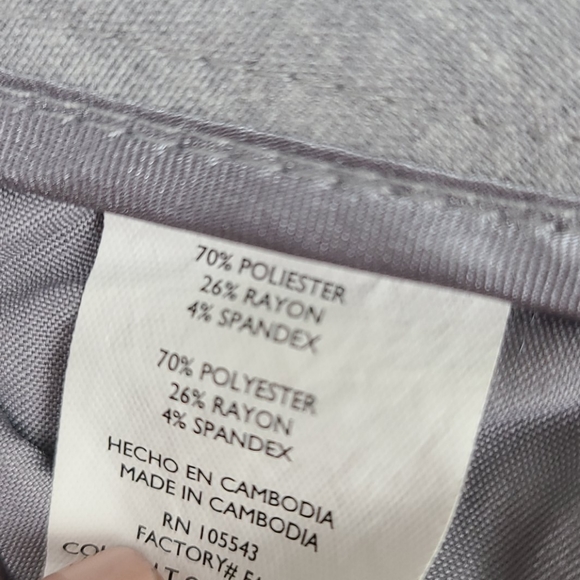 70% POLIESTER
26% RAYON
4% SPANDEX
70% POLYESTER
26% RAYON
4% SPANDEX
HECHO EN CAMBODIA
MADE IN CAMBODIA
RN 105543
FACTORY#